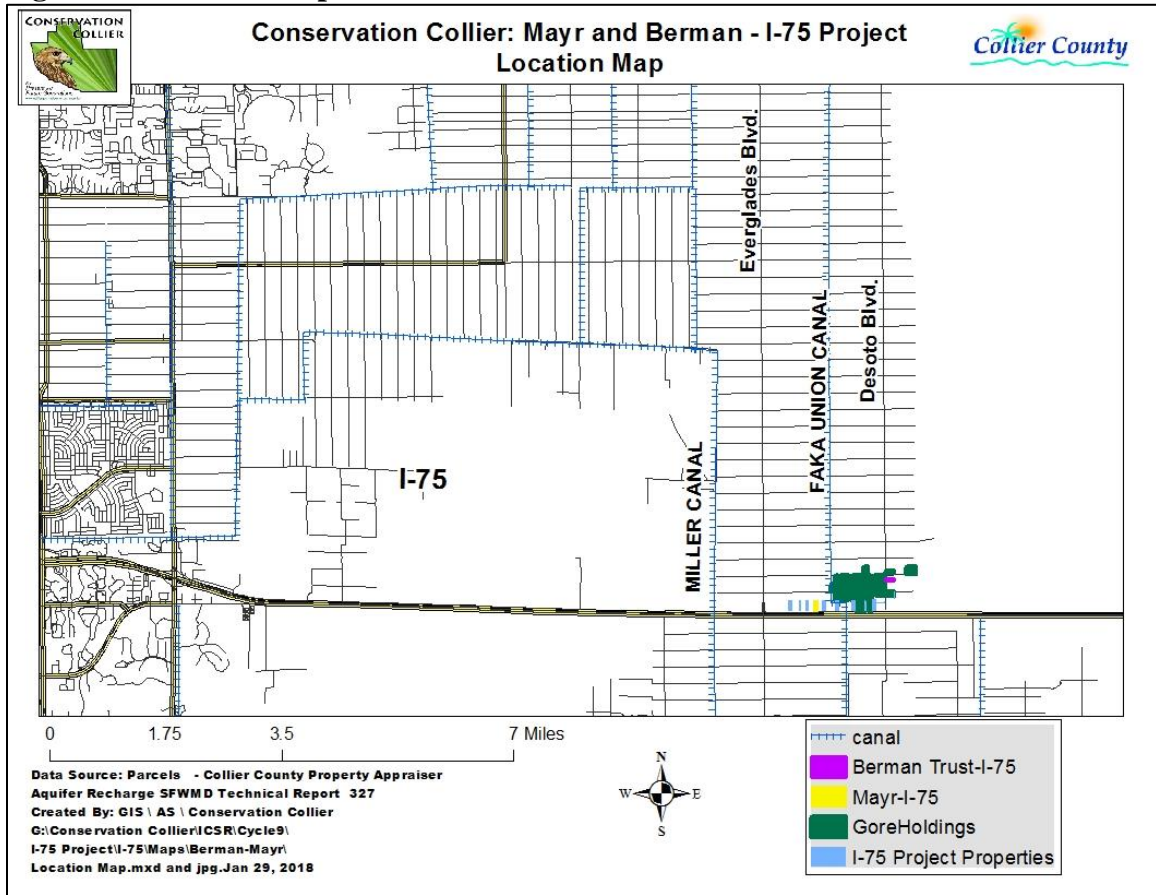 CONSERVATION
COLLIER
Conservation Collier: Mayr and Berman - I-75 Project
Location Map
Collier County
Everglades Blvd.
FAKA UNION CANAL
Desoto Blvd.
I-75
MILLER CANAL
0 1.75 3.5 7 Miles
Data Source: Parcels - Collier County Property Appraiser
Aquifer Recharge SFWMD Technical Report 327
Created By: GIS \ AS \ Conservation Collier
G:\Conservation Collier\ICSR\Cycle9\
I-75 Project\I-75\Maps\Berman-Mayr\
Location Map.mxd and jpg.Jan 29, 2018
N
W E
S
canal
Berman Trust-I-75
Mayr-I-75
GoreHoldings
I-75 Project Properties